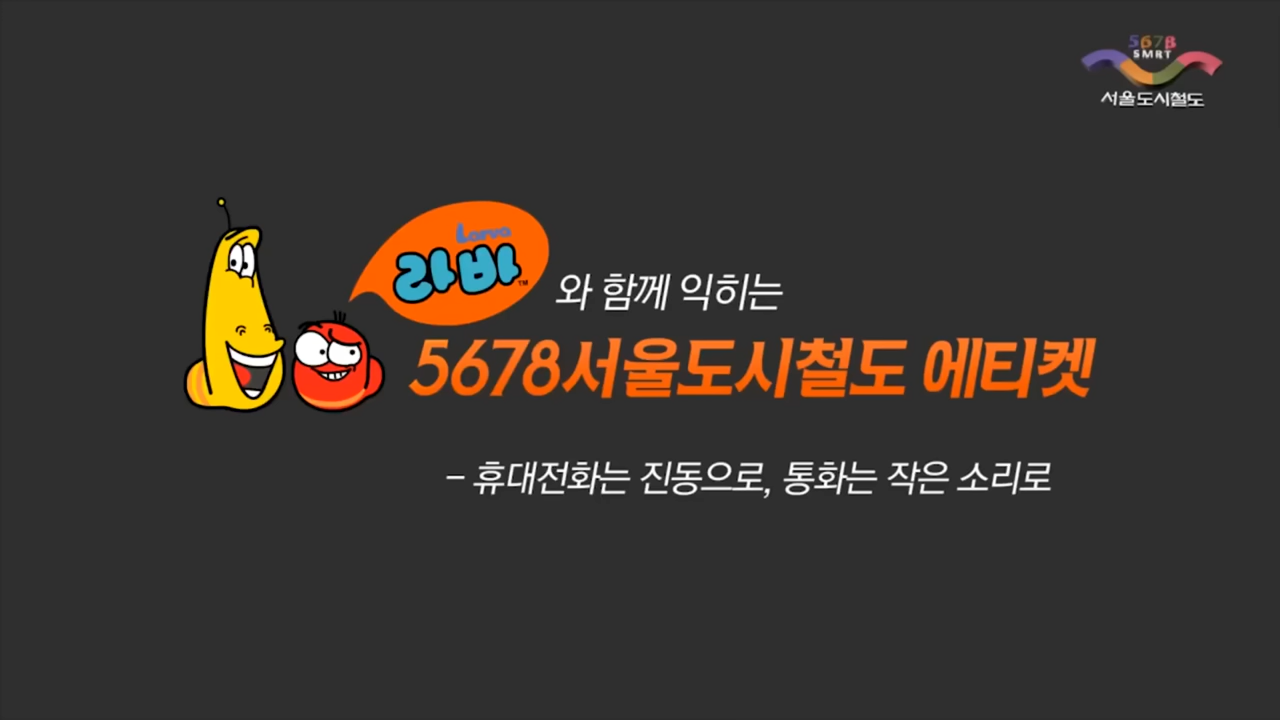 5678
SMRT
서울도시철도
Larva
라바™ 와 함께 익히는
5678서울도시철도 에티켓
- 휴대전화는 진동으로, 통화는 작은 소리로